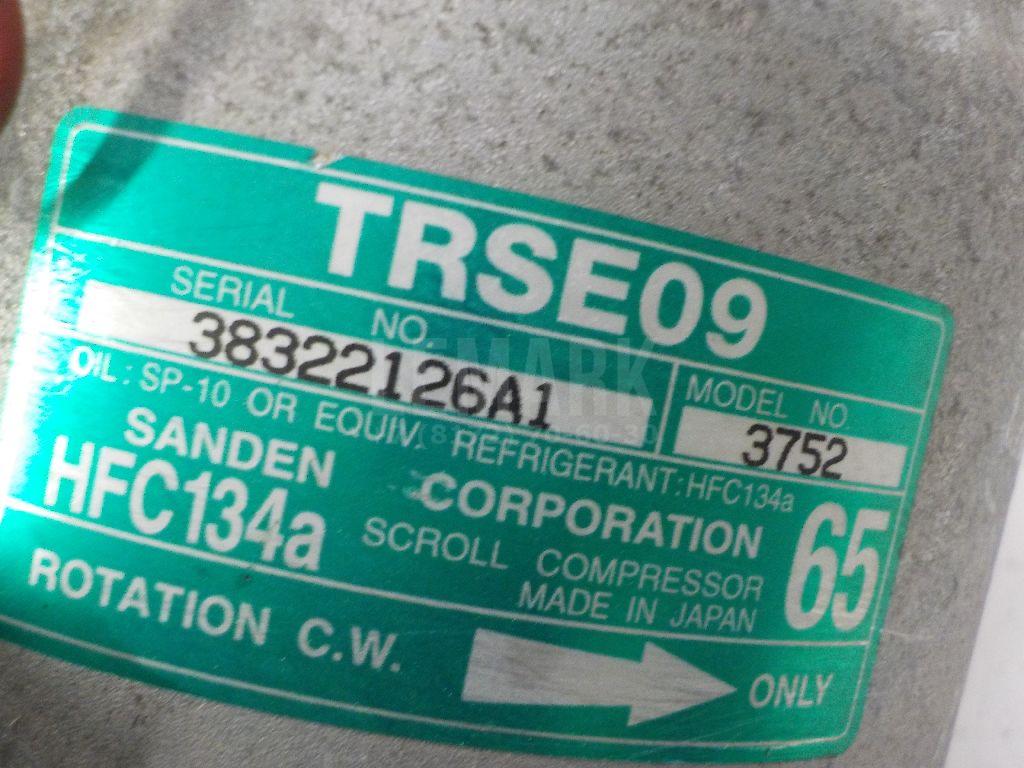 TRSE09
SERIAL NO.
38322126A1
MODEL NO.
3752
OIL: SP-10 OR EQUIV. REFRIGERANT: HFC134a
SANDEN CORPORATION
HFC134a
SCROLL COMPRESSOR
MADE IN JAPAN
65
ROTATION C.W.
ONLY